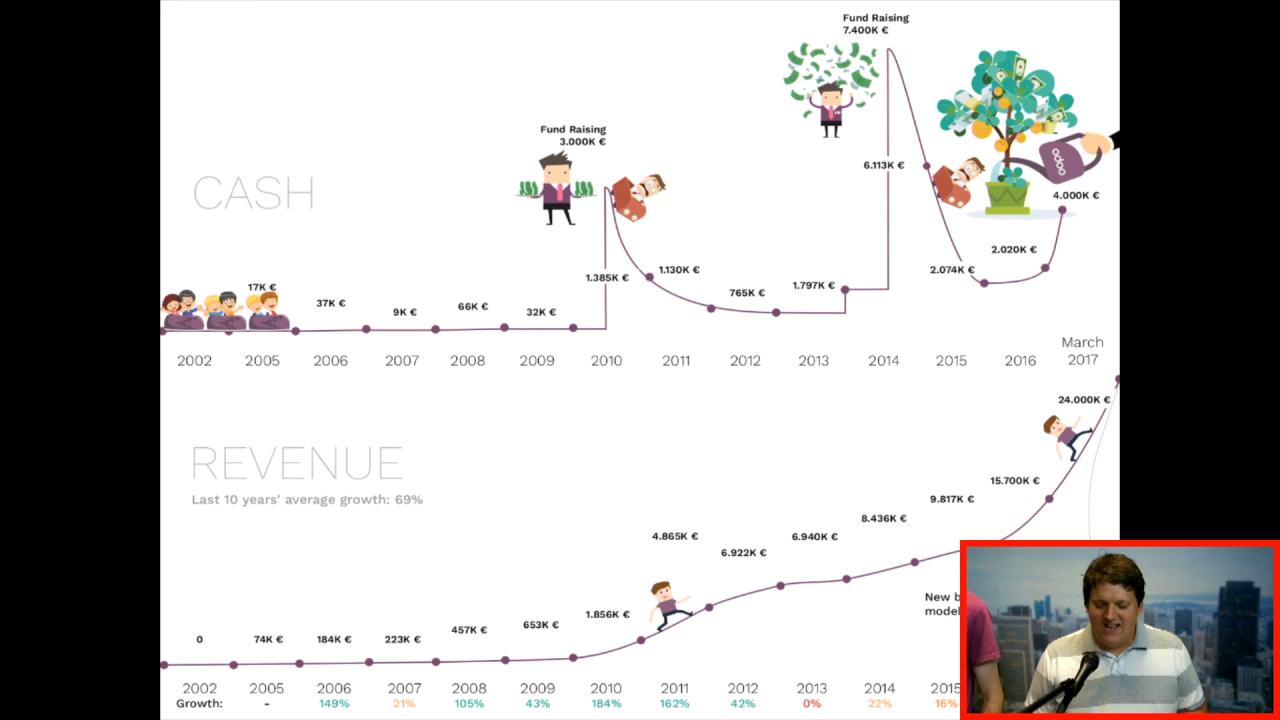 Fund Raising
7.400K €
Fund Raising
3.000K €
CASH
6.113K €
odoo
4.000K €
17K €
37K €
9K €
66K €
32K €
1.385K €
1.130K €
765K €
1.797K €
2.074K €
2.020K €
2002 2005 2006 2007 2008 2009 2010 2011 2012 2013 2014 2015 2016 March 2017
24.000K €
REVENUE
Last 10 years' average growth: 69%
0 74K € 184K € 223K € 457K € 653K € 1.856K € 4.865K € 6.922K € 6.940K € 8.436K € 9.817K € 15.700K €
New b
model
2002 2005 2006 2007 2008 2009 2010 2011 2012 2013 2014 2015
Growth: - 149% 21% 105% 43% 184% 162% 42% 0% 22% 16%